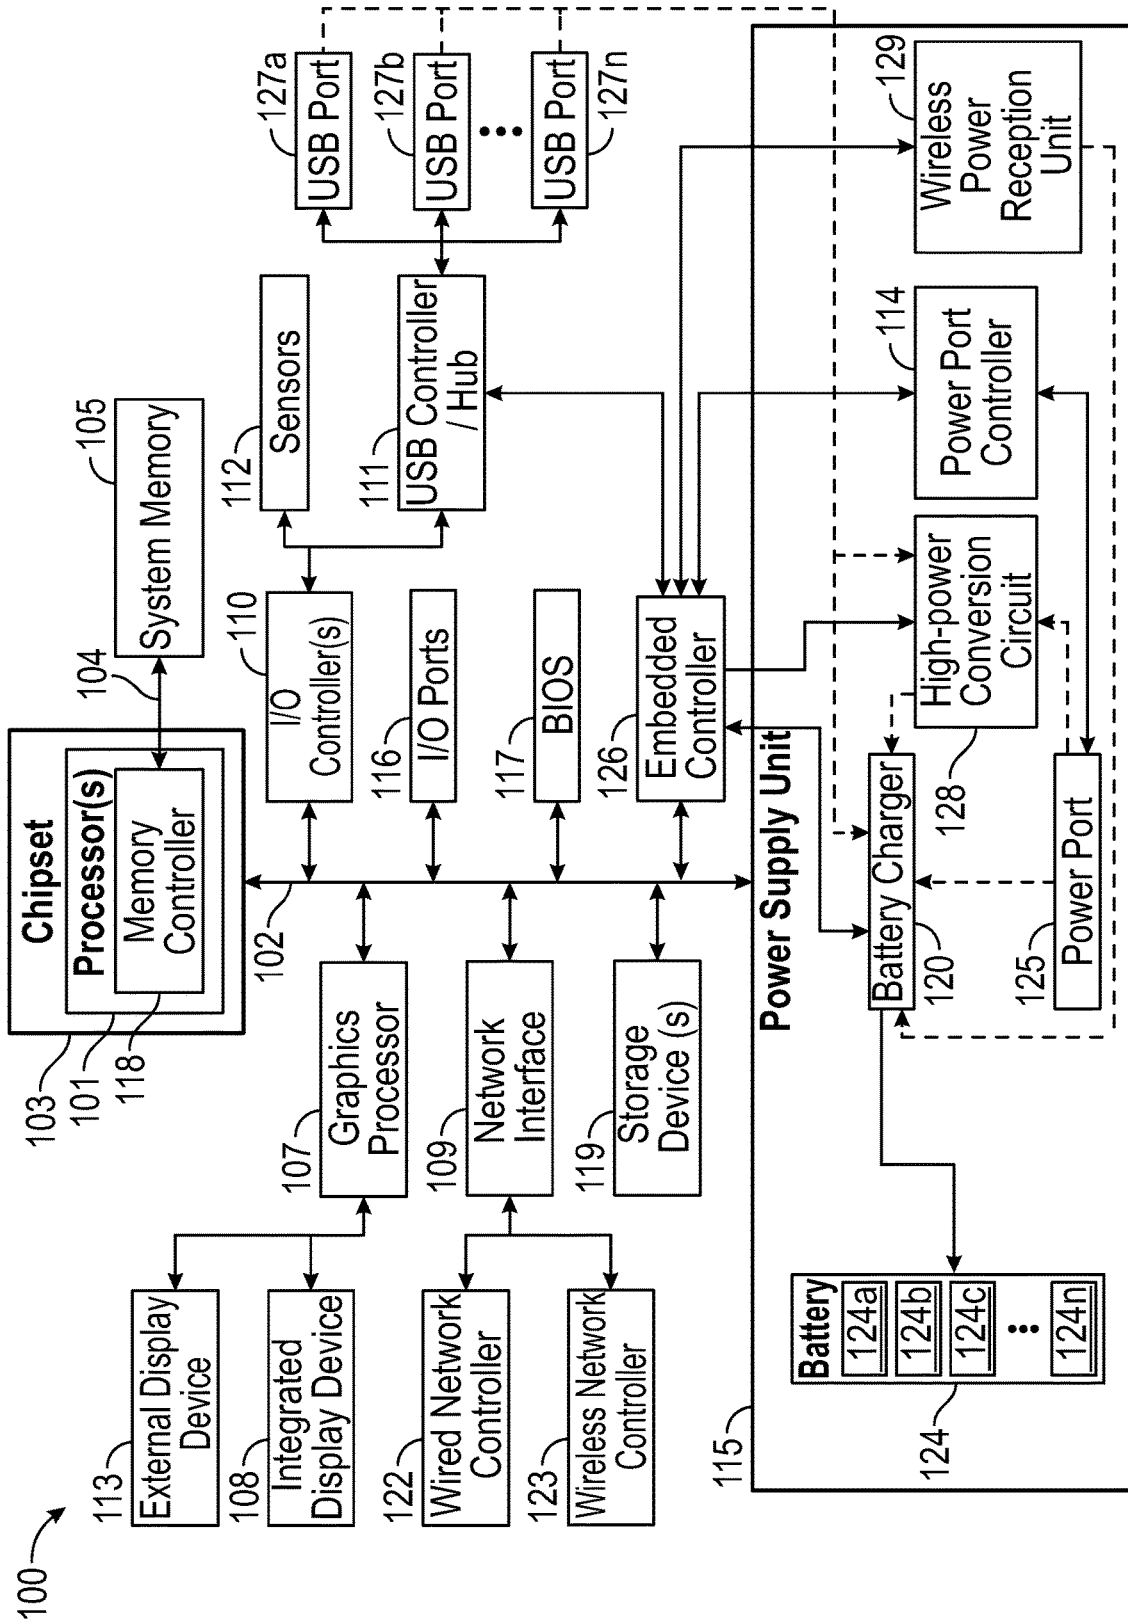 100
103
101
118
Chipset
Processor(s)
Memory
Controller
104
105
System Memory
102
113
External Display
Device
108
Integrated
Display Device
107
Graphics
Processor
122
Wired Network
Controller
123
Wireless Network
Controller
109
Network
Interface
119
Storage
Device (s)
110
I/O
Controller(s)
112
Sensors
111
USB Controller
/ Hub
127a
USB Port
127b
USB Port
127n
USB Port
116
I/O Ports
117
BIOS
126
Embedded
Controller
115
Power Supply Unit
124
Battery
124a
124b
124c
124n
Battery Charger
120
128
High-power
Conversion
Circuit
114
Power Port
Controller
129
Wireless
Power
Reception
Unit
125
Power Port